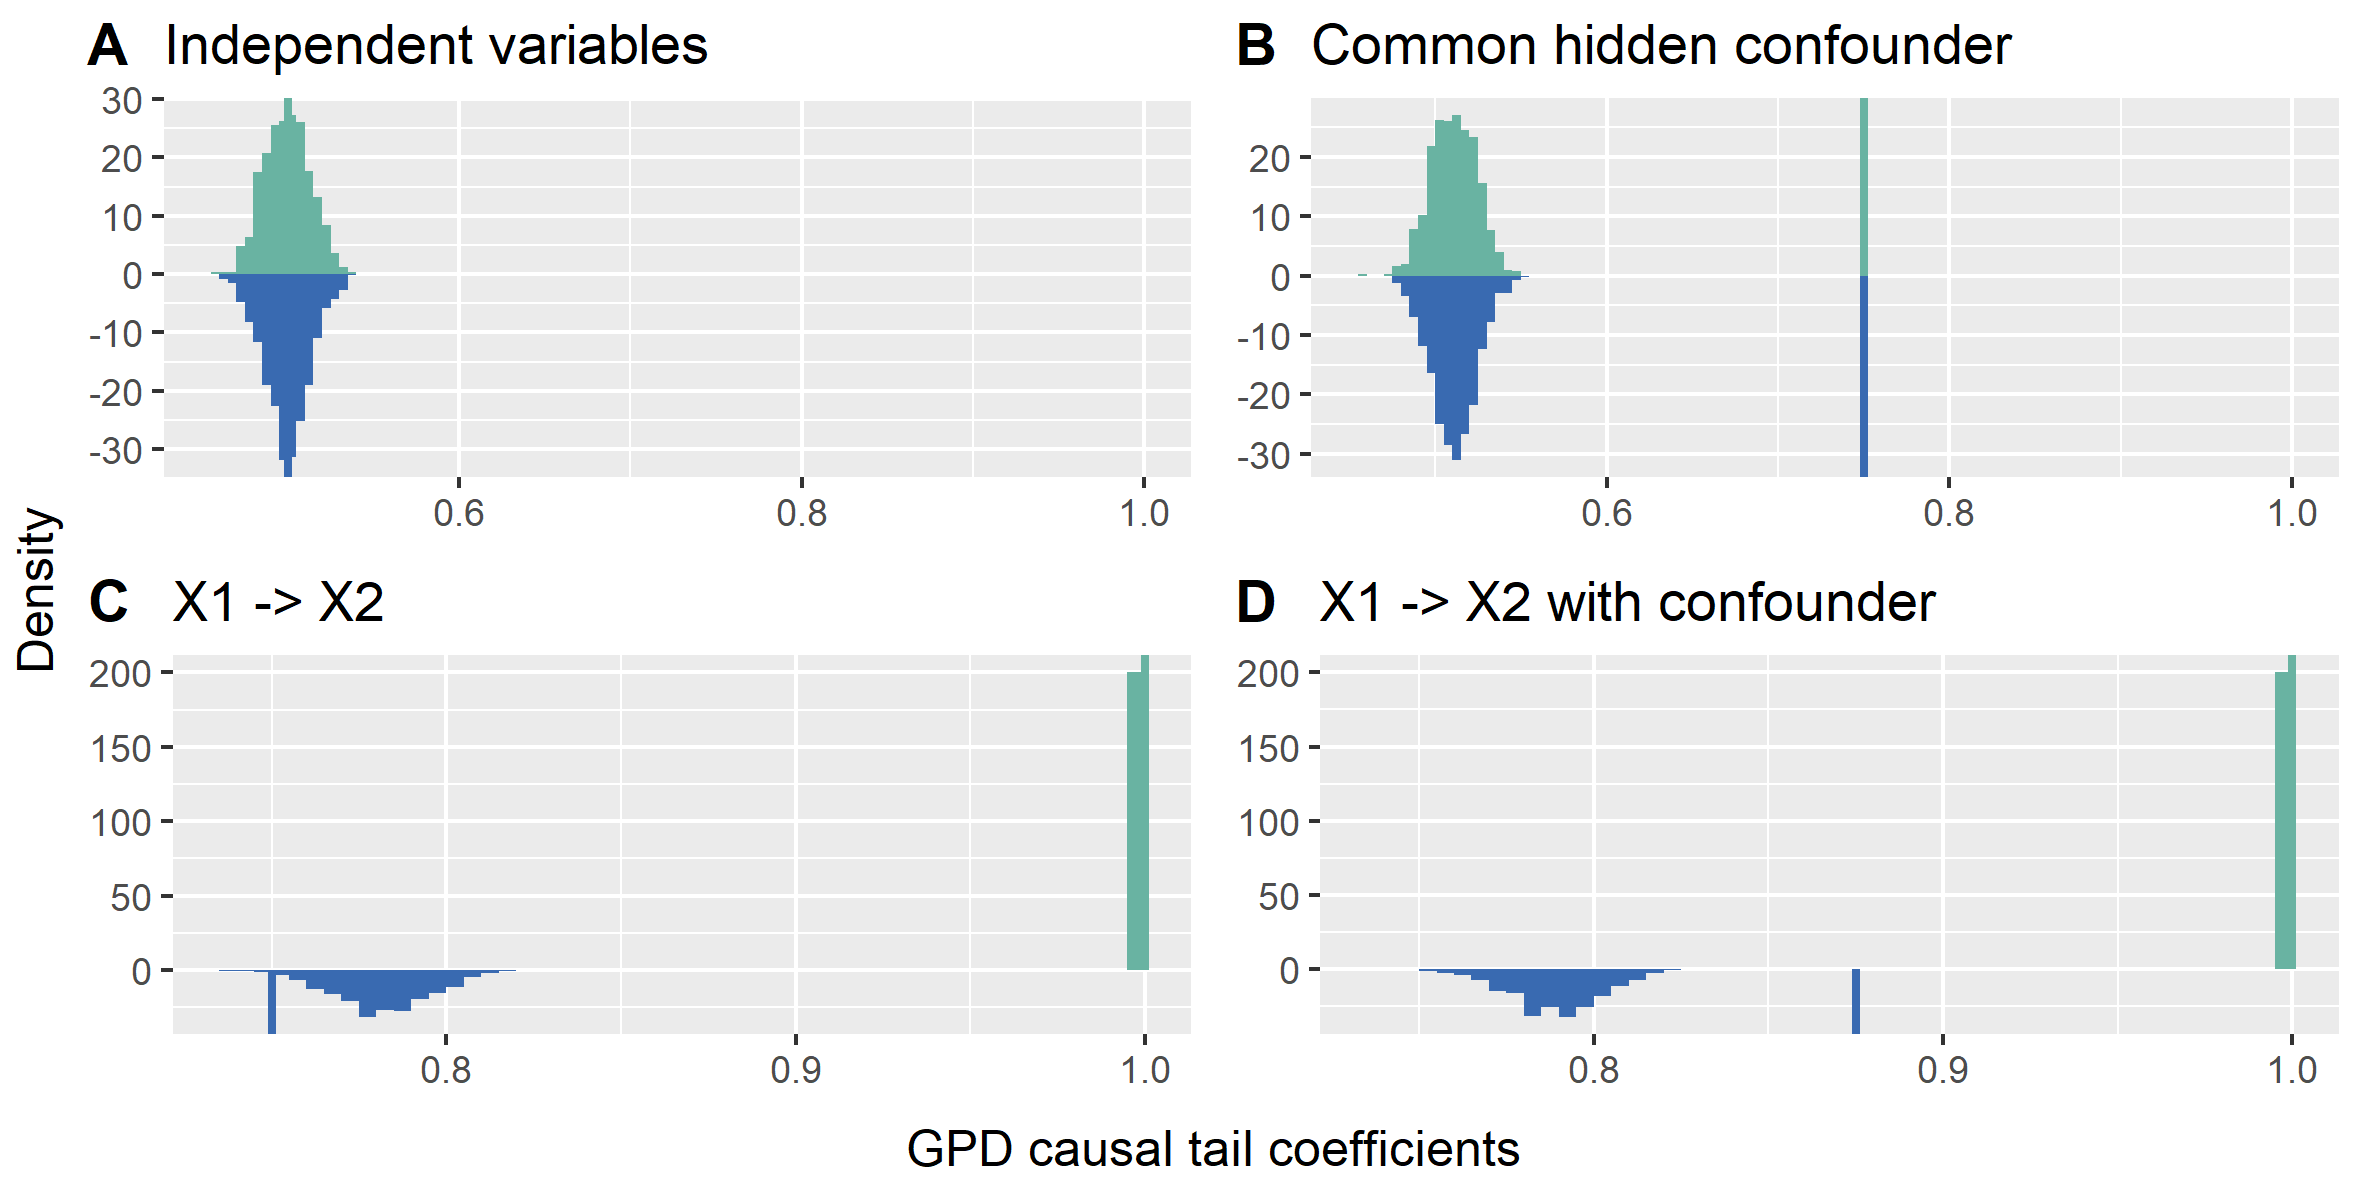 A Independent variables
30
20
10
0
-10
-20
-30
0.6 0.8 1.0
B Common hidden confounder
20
10
0
-10
-20
-30
0.6 0.8 1.0
Density
C X1 -> X2
200
150
100
50
0
0.8 0.9 1.0
D X1 -> X2 with confounder
200
150
100
50
0
0.8 0.9 1.0
GPD causal tail coefficients